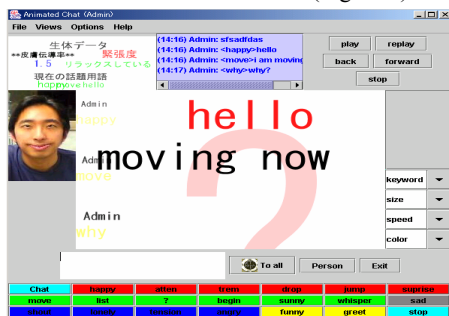 Animated Chat (Admin)
File Views Options Help
生体データ
**皮膚伝導率** 緊張度
1.5 リラックスしている
現在の話題用語
happymovehello
(14:16) Admin: sfsadfdas
(14:16) Admin: <happy>hello
(14:16) Admin: <move>i am moving
(14:17) Admin: <why>why?
play replay
back forward
stop
Admin
happy
hello
Admin
move
moving now
Admin
why
?
keyword
size
speed
color
To all Person Exit
Chat happy atten trem drop jump suprise
move list ? begin sunny whisper sad
lonely angry funny greet stop